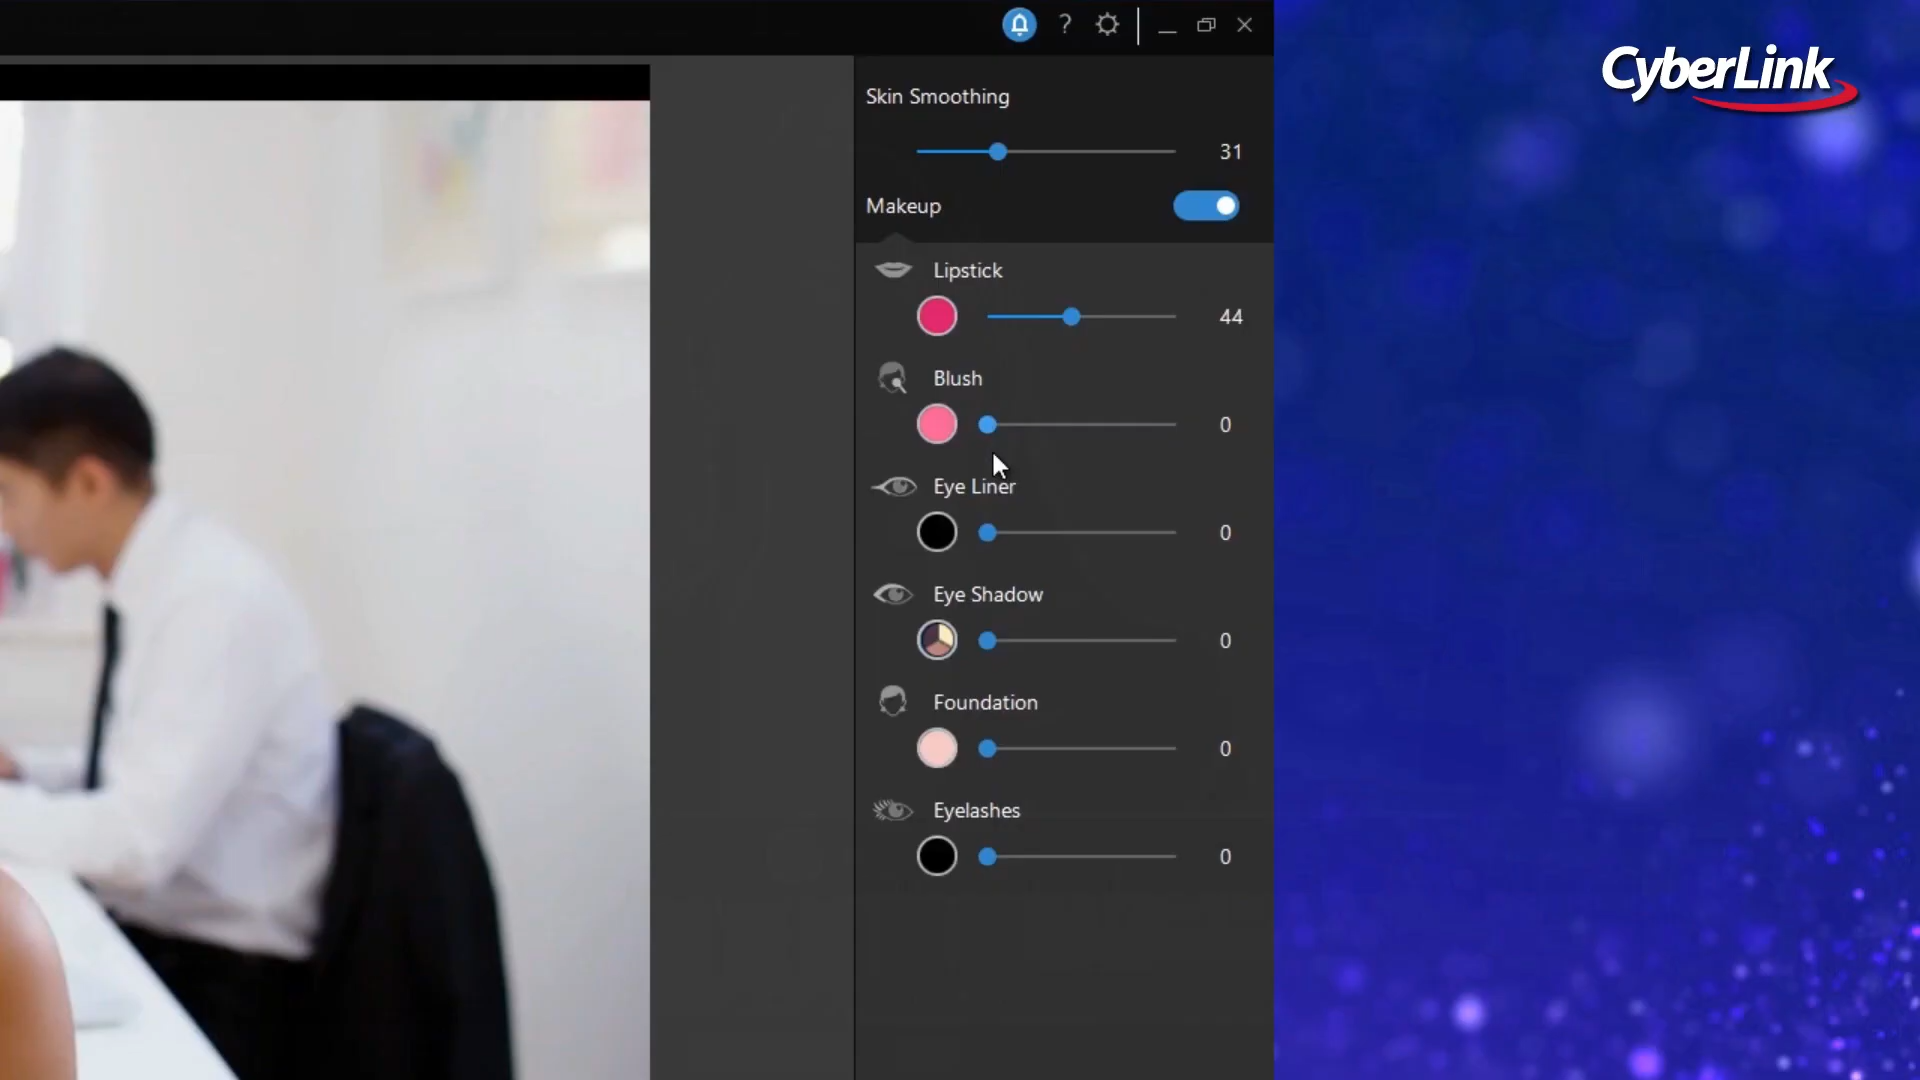 ?
CyberLink
Skin Smoothing
31
Makeup
Lipstick
44
Blush
0
Eye Liner
0
Eye Shadow
0
Foundation
0
Eyelashes
0